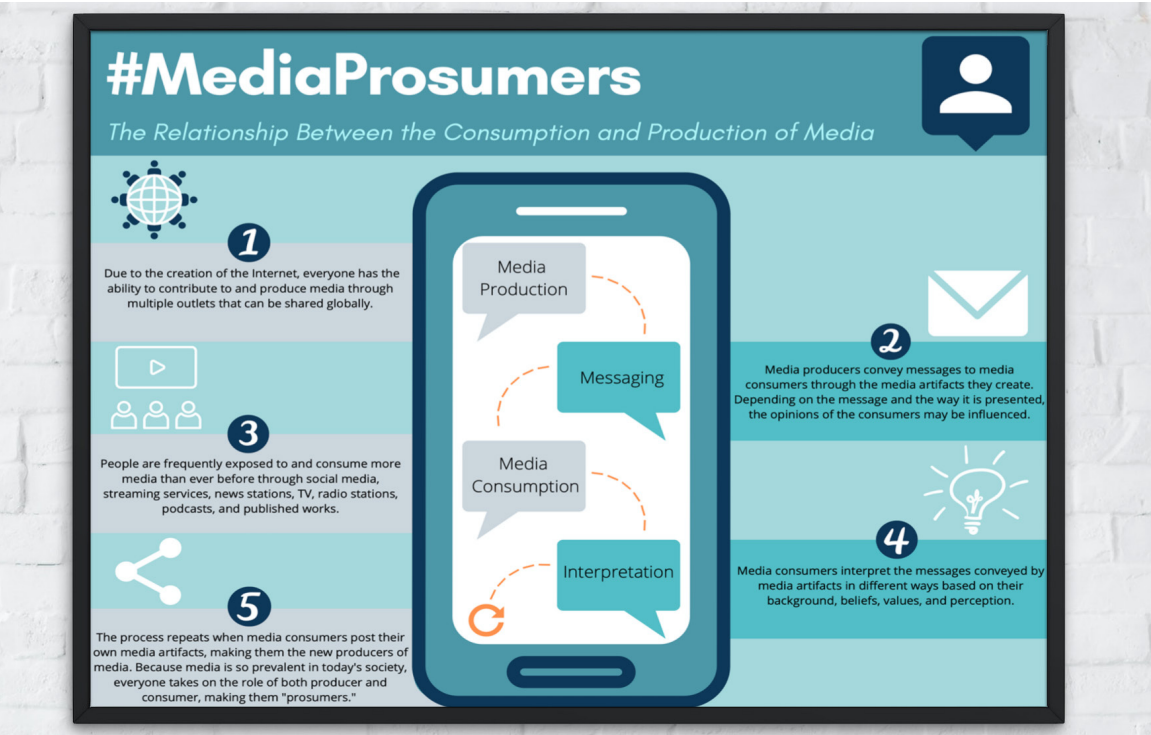 #MediaProsumers
The Relationship Between the Consumption and Production of Media
1
Due to the creation of the Internet, everyone has the
ability to contribute to and produce media through
multiple outlets that can be shared globally.
Media
Production
2
Media producers convey messages to media
consumers through the media artifacts they create.
Depending on the message and the way it is presented,
the opinions of the consumers may be influenced.
Messaging
3
People are frequently exposed to and consume more
media than ever before through social media,
streaming services, news stations, TV, radio stations,
podcasts, and published works.
Media
Consumption
4
Media consumers interpret the messages conveyed by
media artifacts in different ways based on their
background, beliefs, values, and perception.
Interpretation
5
The process repeats when media consumers post their
own media artifacts, making them the new producers of
media. Because media is so prevalent in today's society,
everyone takes on the role of both producer and
consumer, making them "prosumers."